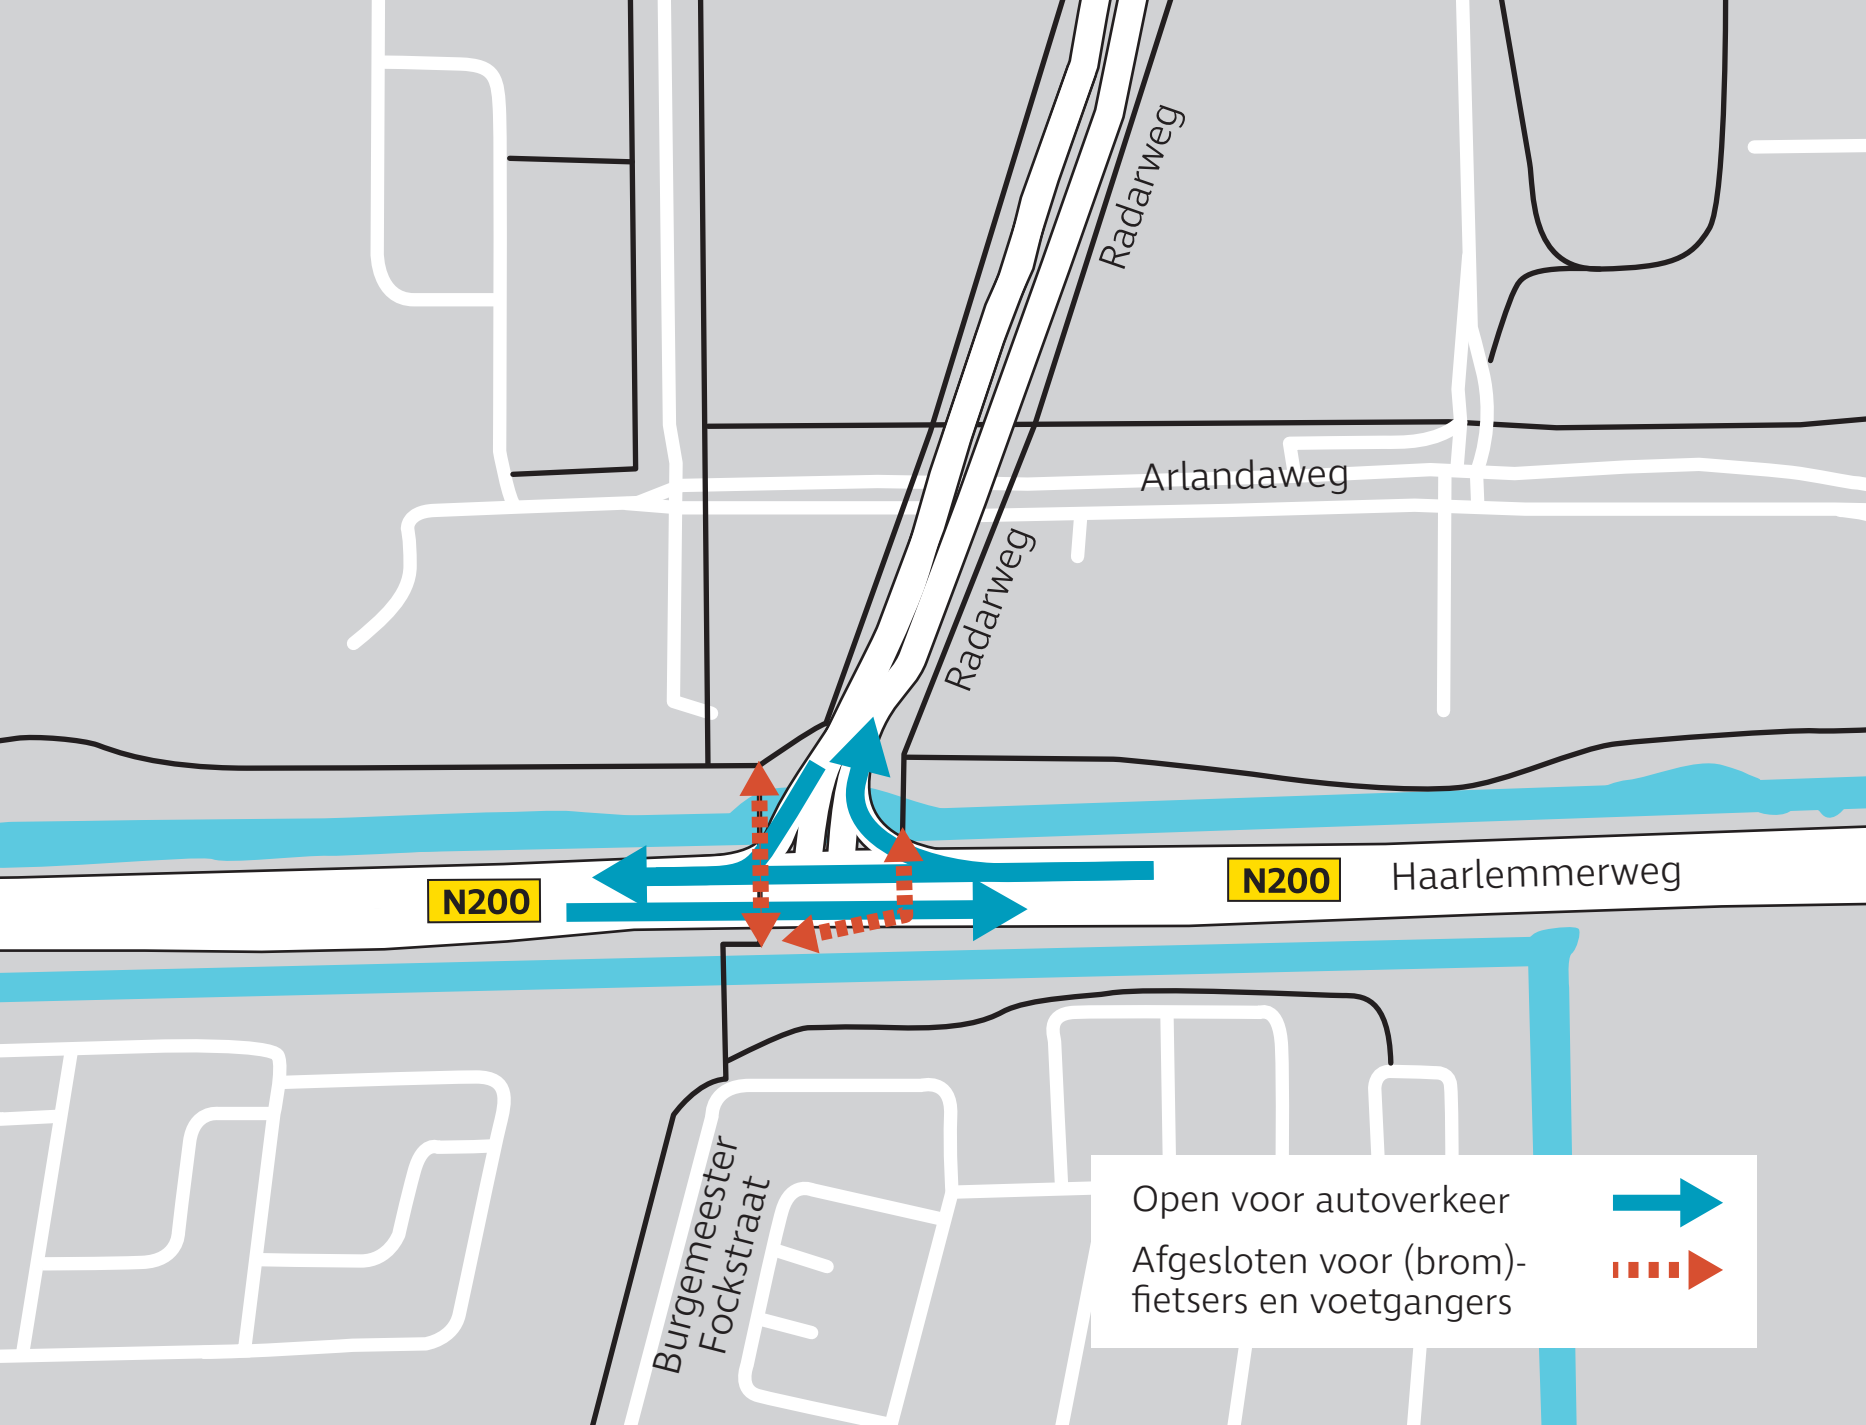 Radarweg
Arlandaweg
Radarweg
N200
N200
Haarlemmerweg
Burgemeester
Fockstraat
Open voor autoverkeer
Afgesloten voor (brom)-
fietsers en voetgangers